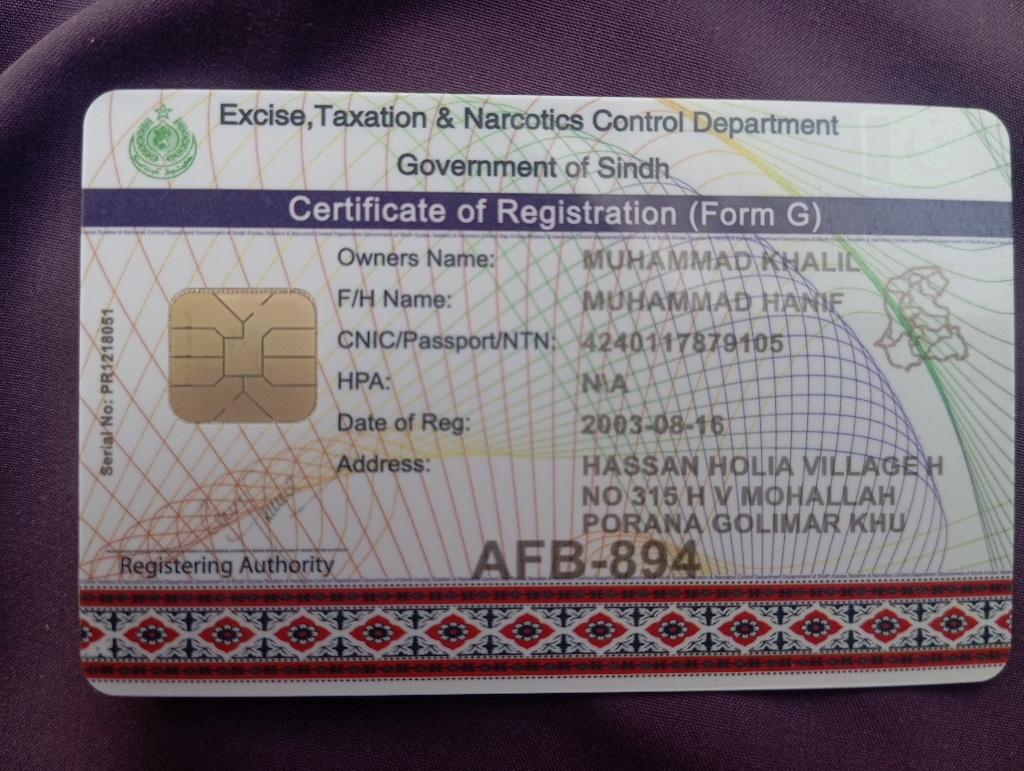 Excise,Taxation & Narcotics Control Department
Government of Sindh
Certificate of Registration (Form G)
Owners Name: MUHAMMAD KHALIL
F/H Name: MUHAMMAD HANIF
CNIC/Passport/NTN: 4240117879105
HPA: N\A
Date of Reg: 2003-08-16
Address: HASSAN HOLIA VILLAGE H
NO 315 H V MOHALLAH
PORANA GOLIMAR KHU
AFB-894
Serial No: PR1218051
Registering Authority